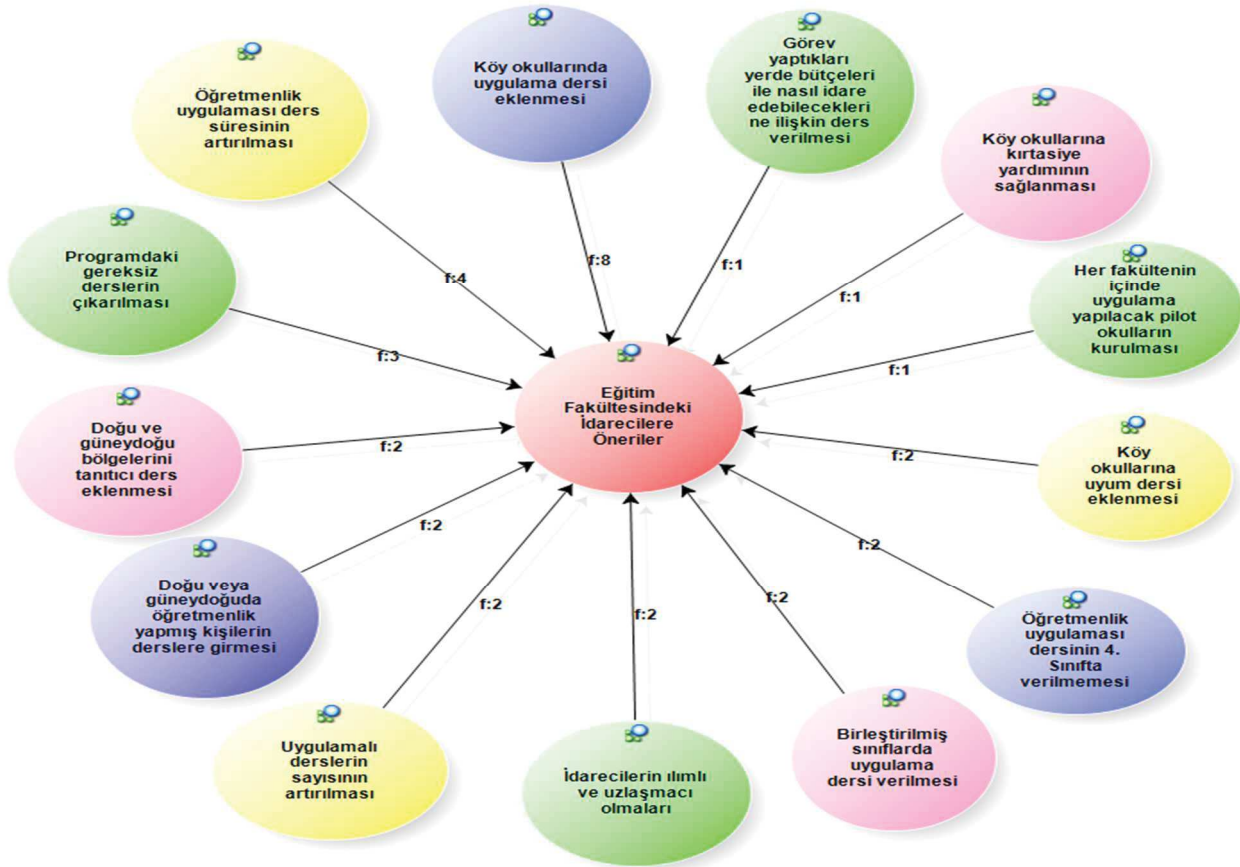 Köy okullarında
uygulama dersi
eklenmesi
f:8
Görev
yaptıkları
yerde bütçeleri
ile nasıl idare
edebilecekleri
ne ilişkin ders
verilmesi
f:1
Köy okullarına
kırtasiye
yardımının
sağlanması
f:1
Her fakültenin
içinde
uygulama
yapılacak pilot
okulların
kurulması
f:1
Köy
okullarına
uyum dersi
eklenmesi
f:2
Öğretmenlik
uygulaması
dersinin 4.
Sınıfta
verilmemesi
f:2
Birleştirilmiş
sınıflarda
uygulama
dersi verilmesi
f:2
İdarecilerin ılımlı
ve uzlaşmacı
olmaları
f:2
Uygulamalı
derslerin
sayısının
artırılması
f:2
Doğu veya
güneydoğuda
öğretmenlik
yapmış kişilerin
derslere girmesi
f:2
Doğu ve
güneydoğu
bölgelerini
tanıtıcı ders
eklenmesi
f:2
Programdaki
gereksiz
derslerin
çıkarılması
f:3
Öğretmenlik
uygulaması ders
süresinin
artırılması
f:4
Eğitim
Fakültesindeki
İdarecilere
Öneriler